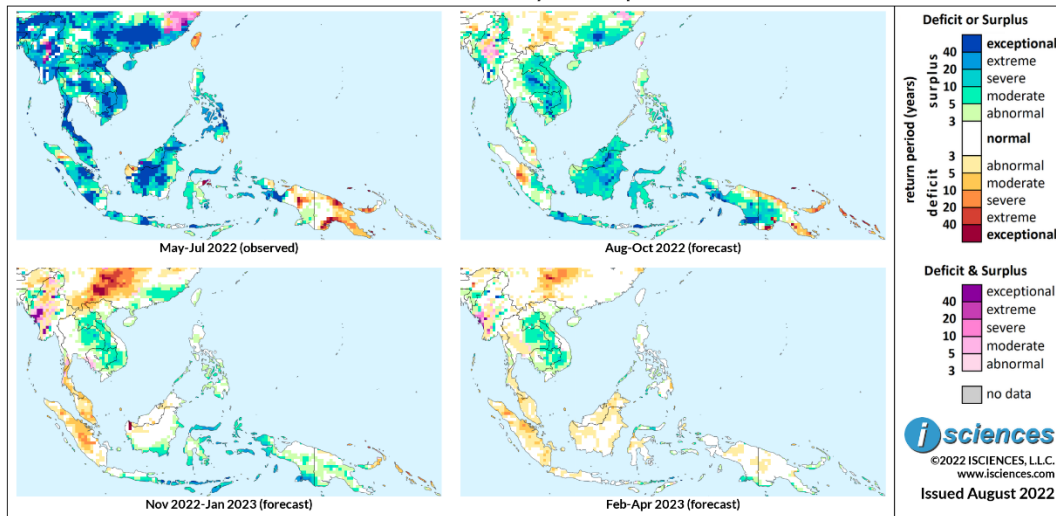 May-Jul 2022 (observed)
Aug-Oct 2022 (forecast)
Nov 2022-Jan 2023 (forecast)
Feb-Apr 2023 (forecast)
Deficit or Surplus
return period (years)
surplus
deficit
exceptional
40
extreme
20
severe
10
moderate
5
abnormal
3
normal
3
abnormal
5
moderate
10
severe
20
extreme
40
exceptional
Deficit & Surplus
exceptional
40
extreme
20
severe
10
moderate
5
abnormal
3
no data
i sciences
©2022 ISCIENCES, L.L.C.
www.isciences.com
Issued August 2022